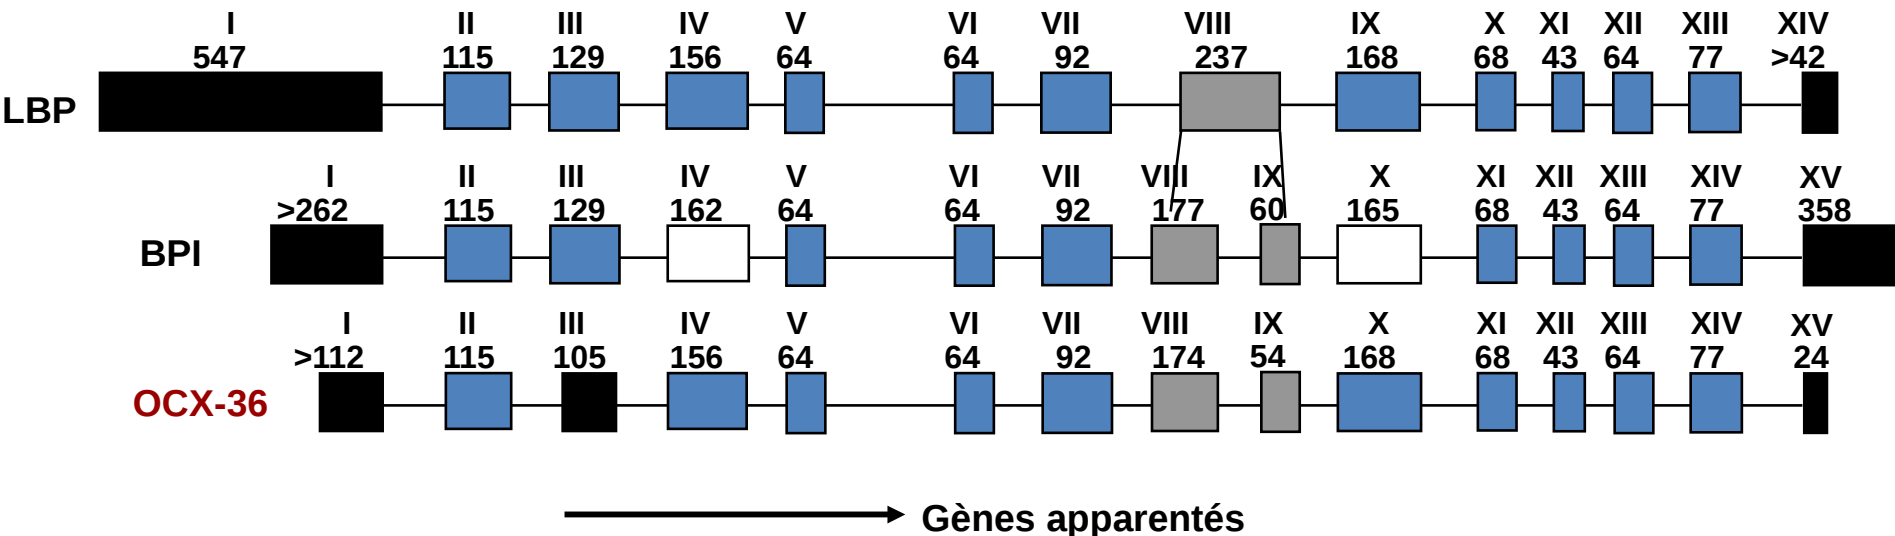 I II III IV V VI VII VIII IX X XI XII XIII XIV
547 115 129 156 64 64 92 237 168 68 43 64 77 >42
LBP
I II III IV V VI VII VIII IX X XI XII XIII XIV XV
>262 115 129 162 64 64 92 177 60 165 68 43 64 77 358
BPI
I II III IV V VI VII VIII IX X XI XII XIII XIV XV
>112 115 105 156 64 64 92 174 54 168 68 43 64 77 24
OCX-36
Gènes apparentés